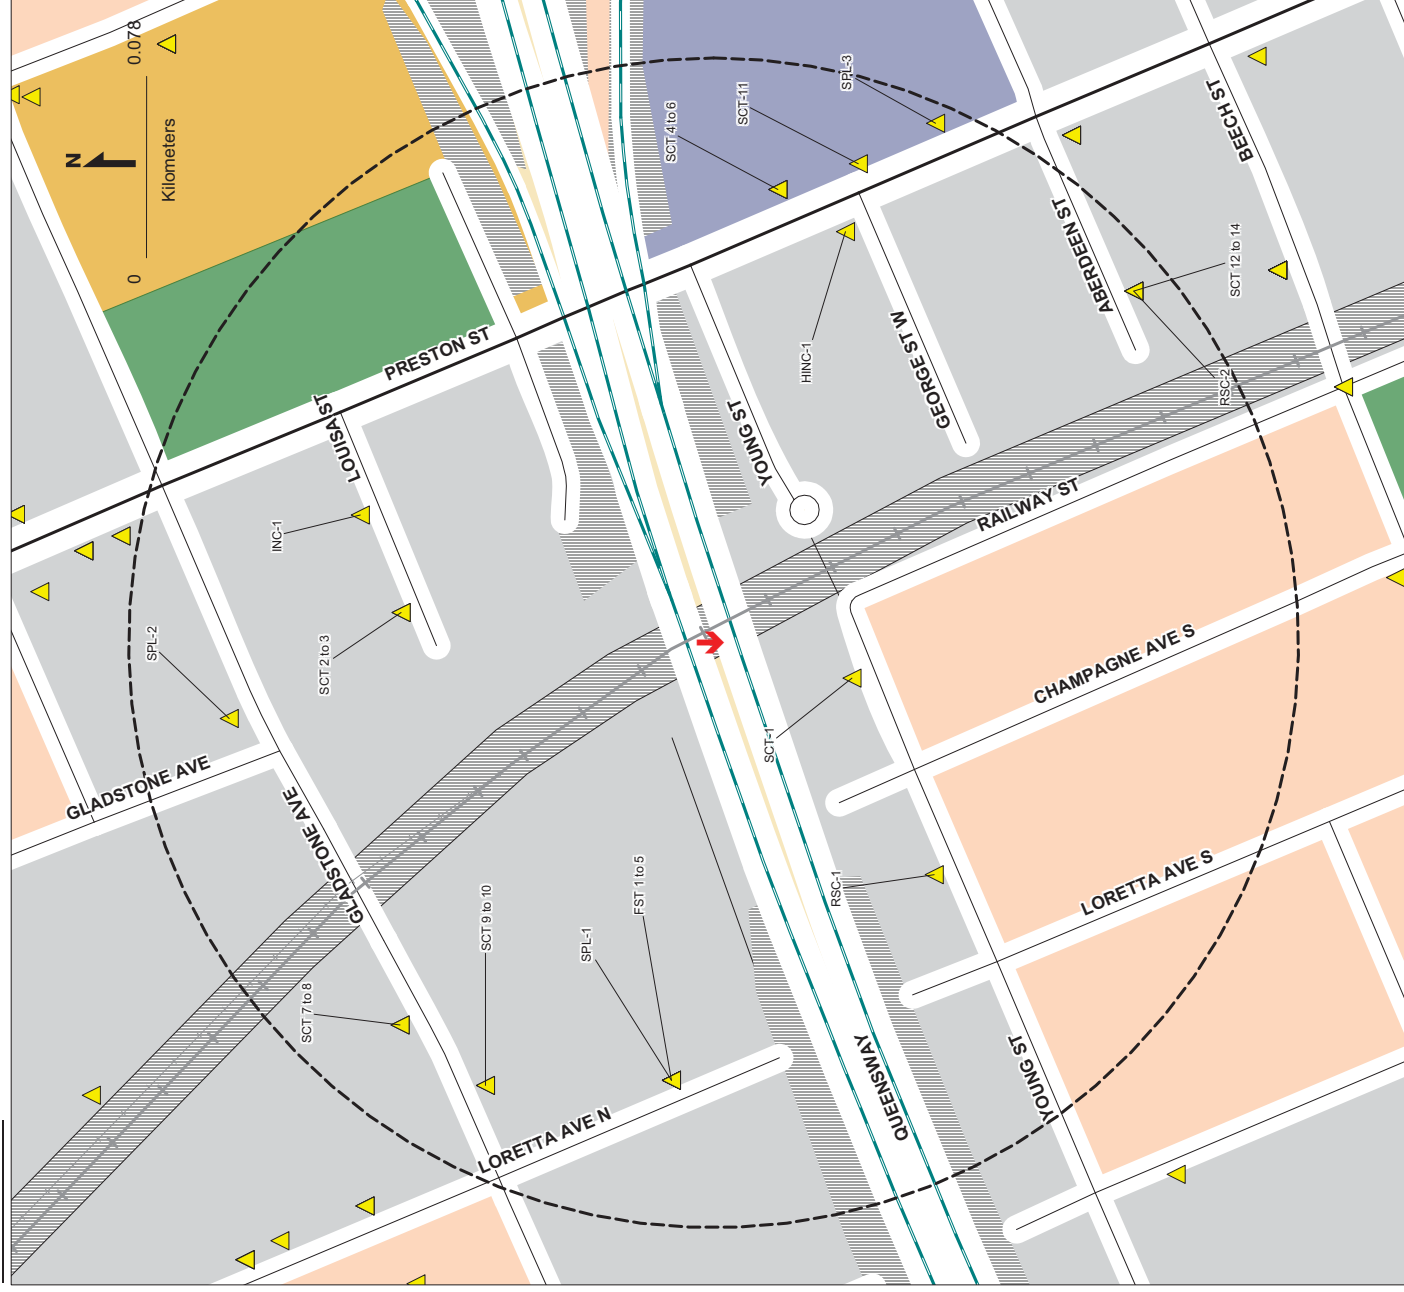 N
0 0.078
Kilometers
SPL-3
SCT-11
SCT 4 to 6
BEECH ST
ABERDEEN ST
SCT 12 to 14
HINC-1
GEORGE ST W
RSC-2
PRESTON ST
LOUISA ST
YOUNG ST
INC-1
RAILWAY ST
SPL-2
SCT 2 to 3
CHAMPAGNE AVE S
GLADSTONE AVE
SCT-1
GLADSTONE AVE
RSC-1
LORETTA AVE S
SCT 9 to 10
FST 1 to 5
SPL-1
SCT 7 to 8
QUEENSWAY
YOUNG ST
LORETTA AVE N